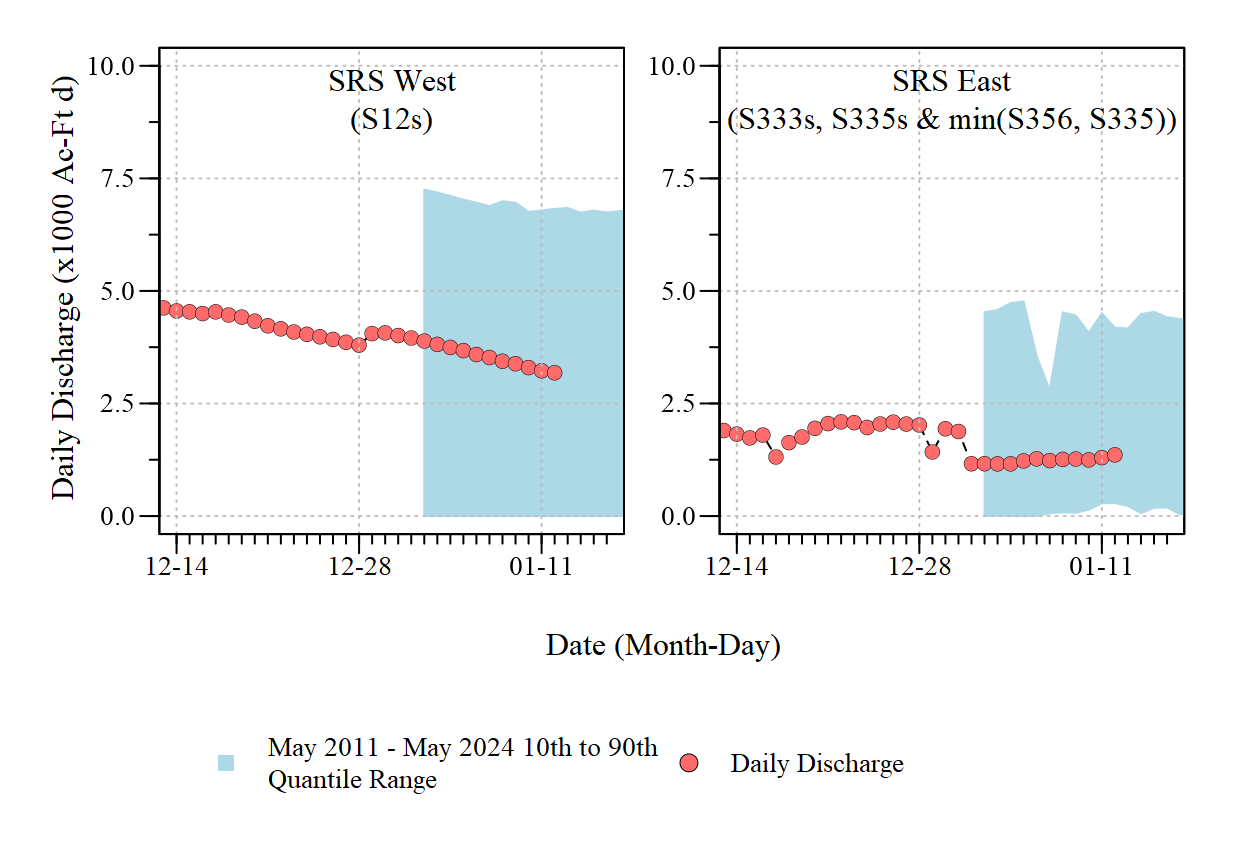 SRS West
(S12s)
SRS East
(S333s, S335s & min(S356, S335))
Daily Discharge (x1000 Ac-Ft d)
10.0
7.5
5.0
2.5
0.0
12-14
12-28
01-11
10.0
7.5
5.0
2.5
0.0
12-14
12-28
01-11
Date (Month-Day)
May 2011 - May 2024 10th to 90th
Quantile Range
Daily Discharge